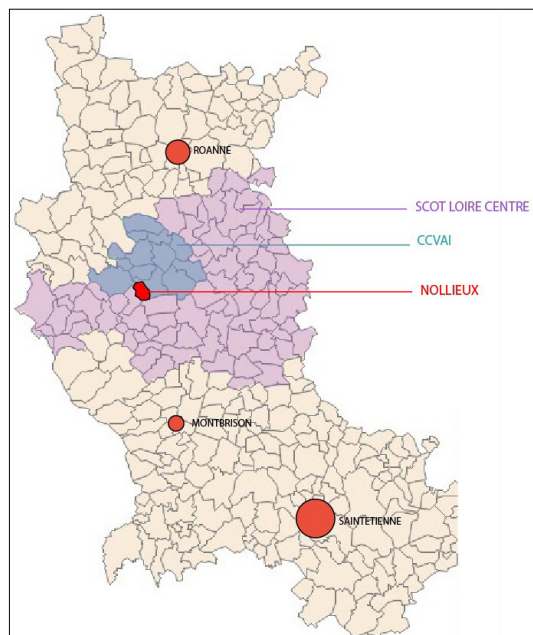 ROANNE
SCOT LOIRE CENTRE
CCVAI
NOLLIEUX
MONTBRISON
SAINTETIENNE